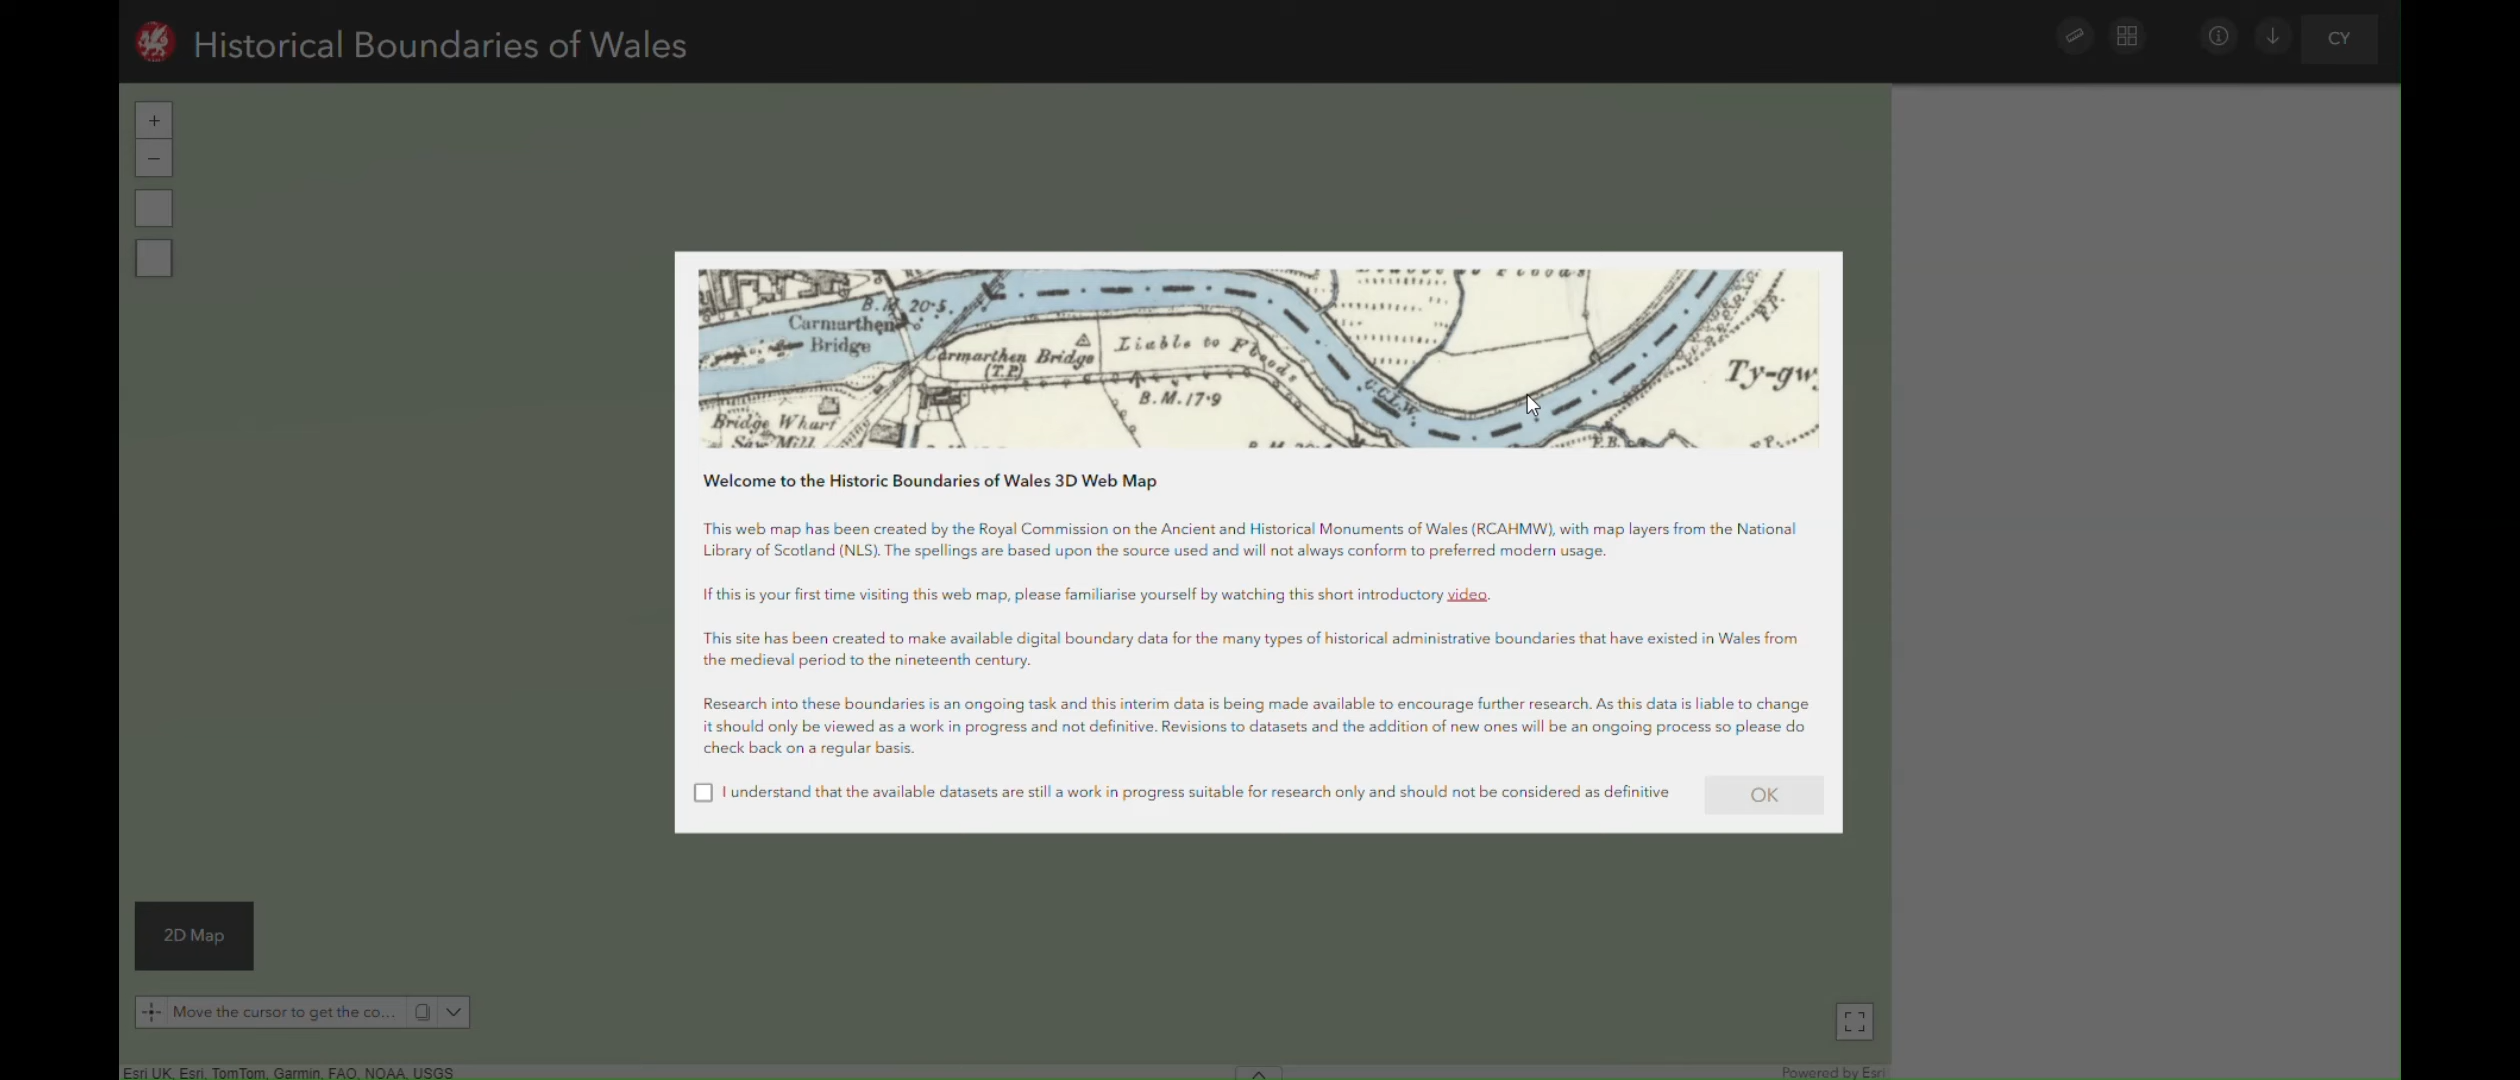 Historical Boundaries of Wales
CY
+
−
B.M. 20·5.
Carmarthen
Bridge
Carmarthen Bridge
(T.P)
Liable to Floods
B.M.17·9
C.C.L.W.
Ty-gw
Bridge Wharf
Saw Mill
F.B.
Welcome to the Historic Boundaries of Wales 3D Web Map
This web map has been created by the Royal Commission on the Ancient and Historical Monuments of Wales (RCAHMW), with map layers from the National
Library of Scotland (NLS). The spellings are based upon the source used and will not always conform to preferred modern usage.
If this is your first time visiting this web map, please familiarise yourself by watching this short introductory video.
This site has been created to make available digital boundary data for the many types of historical administrative boundaries that have existed in Wales from
the medieval period to the nineteenth century.
Research into these boundaries is an ongoing task and this interim data is being made available to encourage further research. As this data is liable to change
it should only be viewed as a work in progress and not definitive. Revisions to datasets and the addition of new ones will be an ongoing process so please do
check back on a regular basis.
I understand that the available datasets are still a work in progress suitable for research only and should not be considered as definitive
OK
2D Map
Move the cursor to get the co...
Esri UK, Esri, TomTom, Garmin, FAO, NOAA, USGS
Powered by Esri